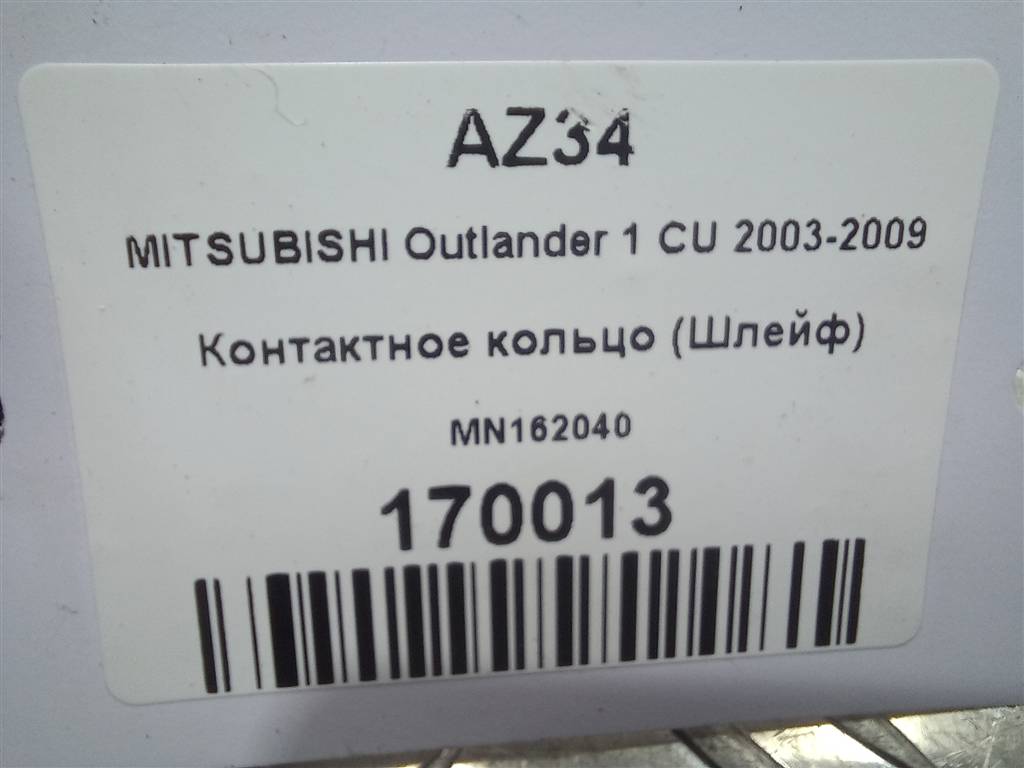 AZ34
MITSUBISHI Outlander 1 CU 2003-2009
Контактное кольцо (Шлейф)
MN162040
170013